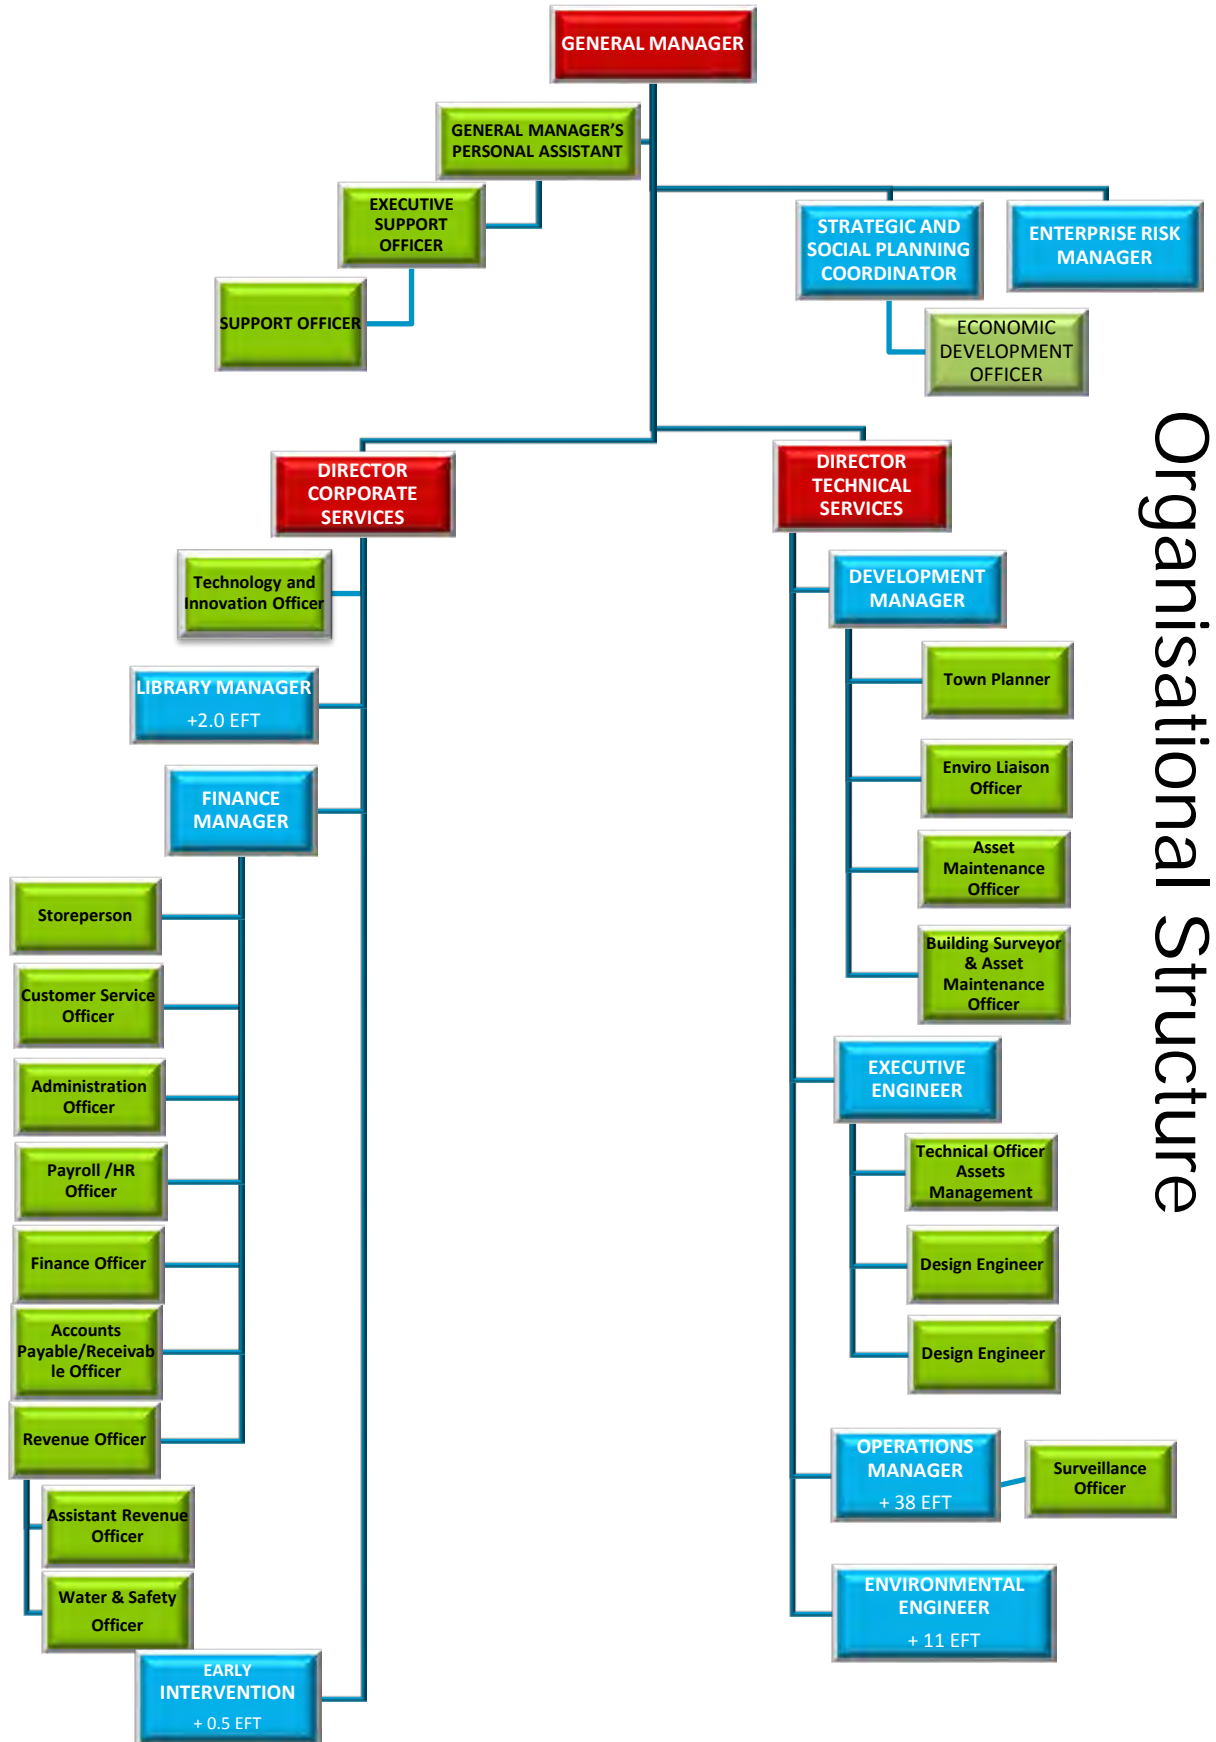 GENERAL MANAGER
GENERAL MANAGER’S
PERSONAL ASSISTANT
EXECUTIVE
SUPPORT
OFFICER
SUPPORT OFFICER
STRATEGIC AND
SOCIAL PLANNING
COORDINATOR
ENTERPRISE RISK
MANAGER
ECONOMIC
DEVELOPMENT
OFFICER
Organisational Structure
DIRECTOR
CORPORATE
SERVICES
Technology and
Innovation Officer
LIBRARY MANAGER
+2.0 EFT
FINANCE
MANAGER
Storeperson
Customer Service
Officer
Administration
Officer
Payroll /HR
Officer
Finance Officer
Accounts
Payable/Receivab
le Officer
Revenue Officer
Assistant Revenue
Officer
Water & Safety
Officer
EARLY
INTERVENTION
+ 0.5 EFT
DIRECTOR
TECHNICAL
SERVICES
DEVELOPMENT
MANAGER
Town Planner
Enviro Liaison
Officer
Asset
Maintenance
Officer
Building Surveyor
& Asset
Maintenance
Officer
EXECUTIVE
ENGINEER
Technical Officer
Assets
Management
Design Engineer
Design Engineer
OPERATIONS
MANAGER
+ 38 EFT
Surveillance
Officer
ENVIRONMENTAL
ENGINEER
+ 11 EFT